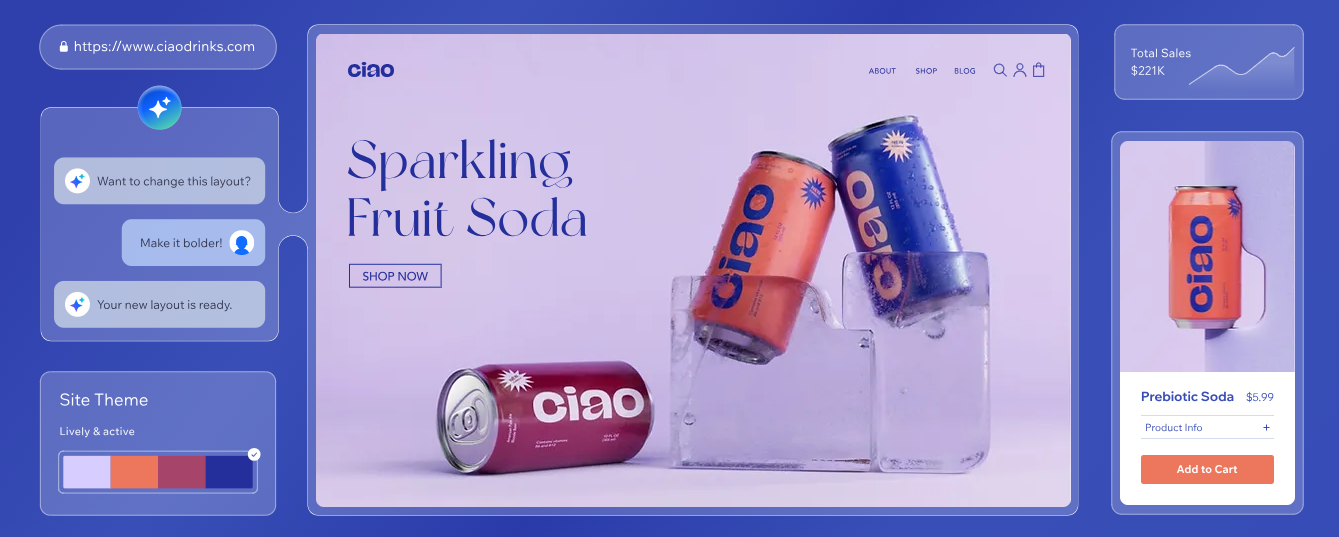 https://www.ciaodrinks.com
Want to change this layout?
Make it bolder!
Your new layout is ready.
Site Theme
Lively & active
ciao
ABOUT
SHOP
BLOG
Sparkling
Fruit Soda
SHOP NOW
ciao
ciao
ciao
Total Sales
$221K
ciao
Prebiotic Soda
$5.99
Product Info
+
Add to Cart